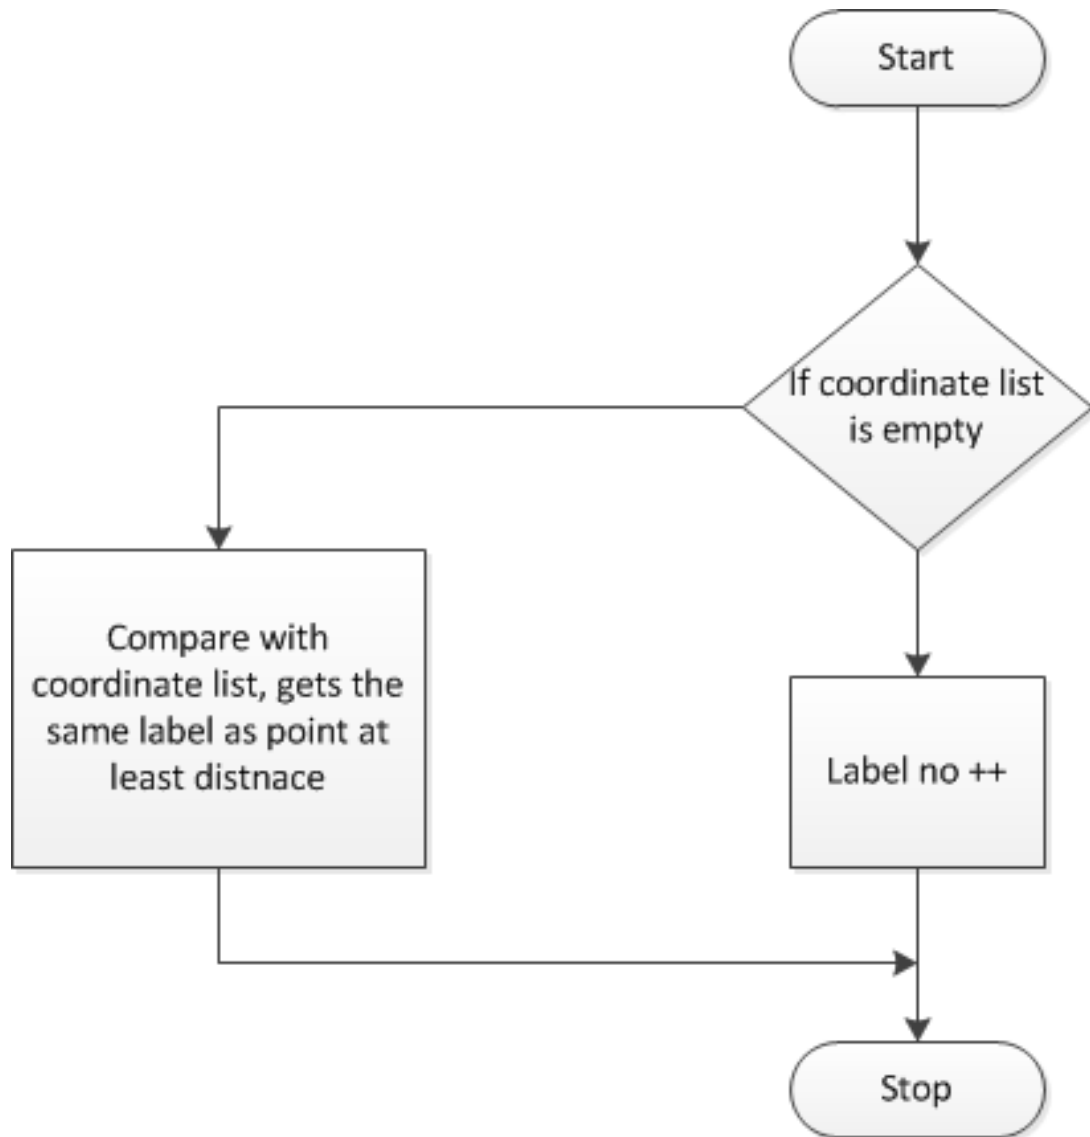 Start
If coordinate list
is empty
Compare with
coordinate list, gets the
same label as point at
least distnace
Label no ++
Stop